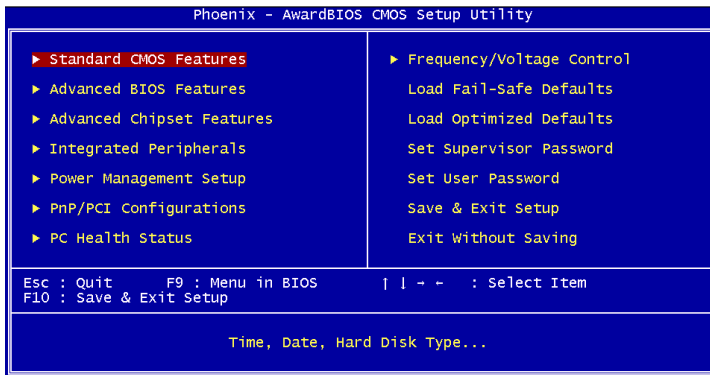 Phoenix - AwardBIOS CMOS Setup Utility
▶ Standard CMOS Features
▶ Advanced BIOS Features
▶ Advanced Chipset Features
▶ Integrated Peripherals
▶ Power Management Setup
▶ PnP/PCI Configurations
▶ PC Health Status
▶ Frequency/Voltage Control
Load Fail-Safe Defaults
Load Optimized Defaults
Set Supervisor Password
Set User Password
Save & Exit Setup
Exit Without Saving
Esc : Quit F9 : Menu in BIOS ↑ ↓ → ← : Select Item
F10 : Save & Exit Setup
Time, Date, Hard Disk Type...